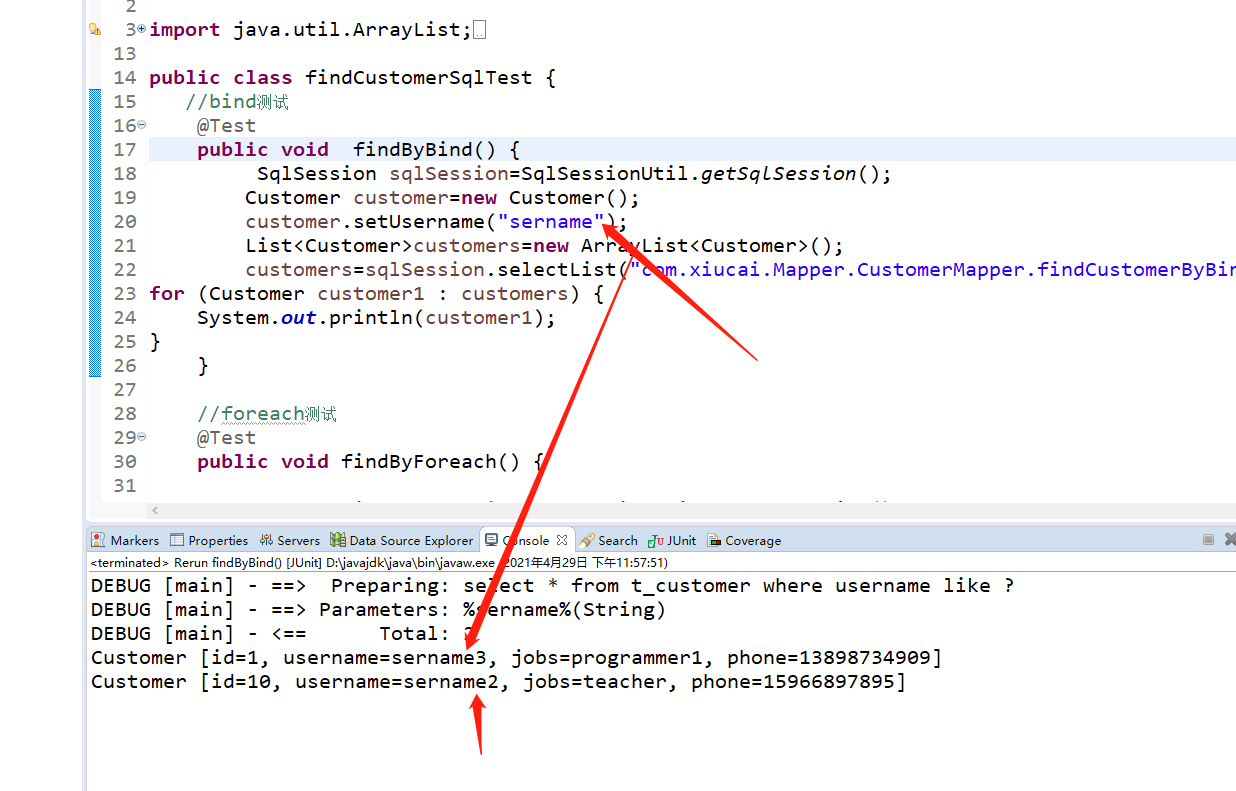 2
3 import java.util.ArrayList;
13
14 public class findCustomerSqlTest {
15 //bind测试
16 @Test
17 public void  findByBind() {
18 SqlSession sqlSession=SqlSessionUtil.getSqlSession();
19 Customer customer=new Customer();
20 customer.setUsername("sername");
21 List<Customer>customers=new ArrayList<Customer>();
22 customers=sqlSession.selectList("com.xiucai.Mapper.CustomerMapper.findCustomerByBin
23 for (Customer customer1 : customers) {
24 System.out.println(customer1);
25 }
26 }
27
28 //foreach测试
29 @Test
30 public void findByForeach() {
31
Markers Properties Servers Data Source Explorer Console Search JUnit Coverage
<terminated> Rerun findByBind() [JUnit] D:\javajdk\java\bin\javaw.exe (2021年4月29日 下午11:57:51)
DEBUG [main] - ==>  Preparing: select * from t_customer where username like ?
DEBUG [main] - ==> Parameters: %sername%(String)
DEBUG [main] - <==      Total: 2
Customer [id=1, username=sername3, jobs=programmer1, phone=13898734909]
Customer [id=10, username=sername2, jobs=teacher, phone=15966897895]